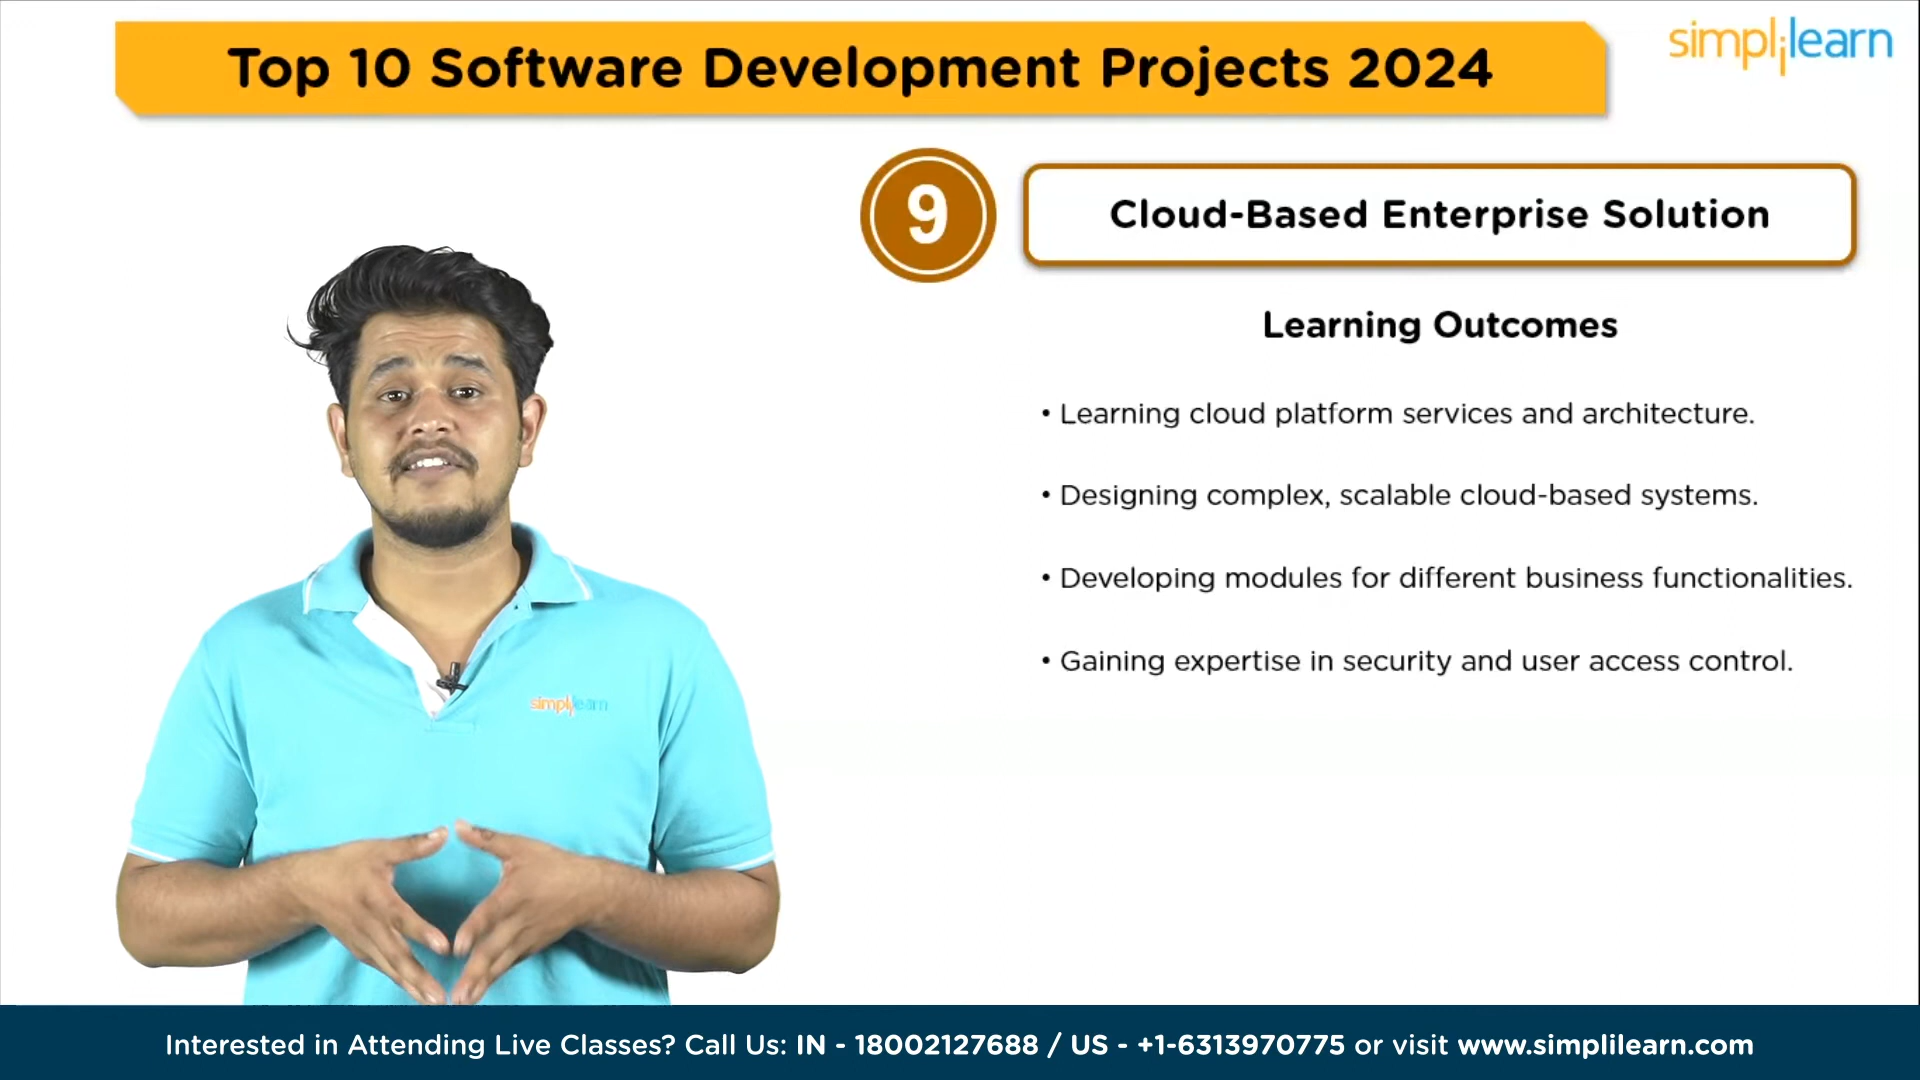 Top 10 Software Development Projects 2024
simplilearn
9
Cloud-Based Enterprise Solution
Learning Outcomes
• Learning cloud platform services and architecture.
• Designing complex, scalable cloud-based systems.
• Developing modules for different business functionalities.
• Gaining expertise in security and user access control.
simplilearn
Interested in Attending Live Classes? Call Us: IN - 18002127688 / US - +1-6313970775 or visit www.simplilearn.com